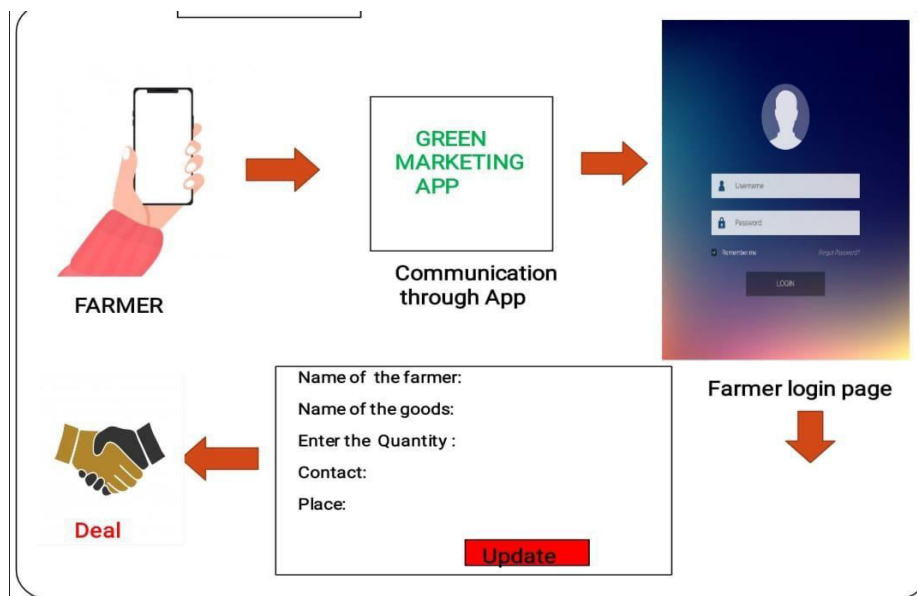 GREEN
MARKETING
APP
Username
Password
Remember me
Forgot Password?
LOGIN
FARMER
Communication
through App
Farmer login page
Name of the farmer:
Name of the goods:
Enter the Quantity :
Contact:
Place:
Update
Deal